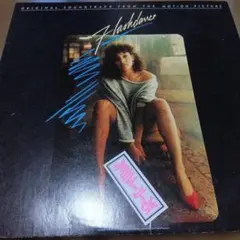 ORIGINAL SOUNDTRACK FROM THE MOTION PICTURE
Flashdance